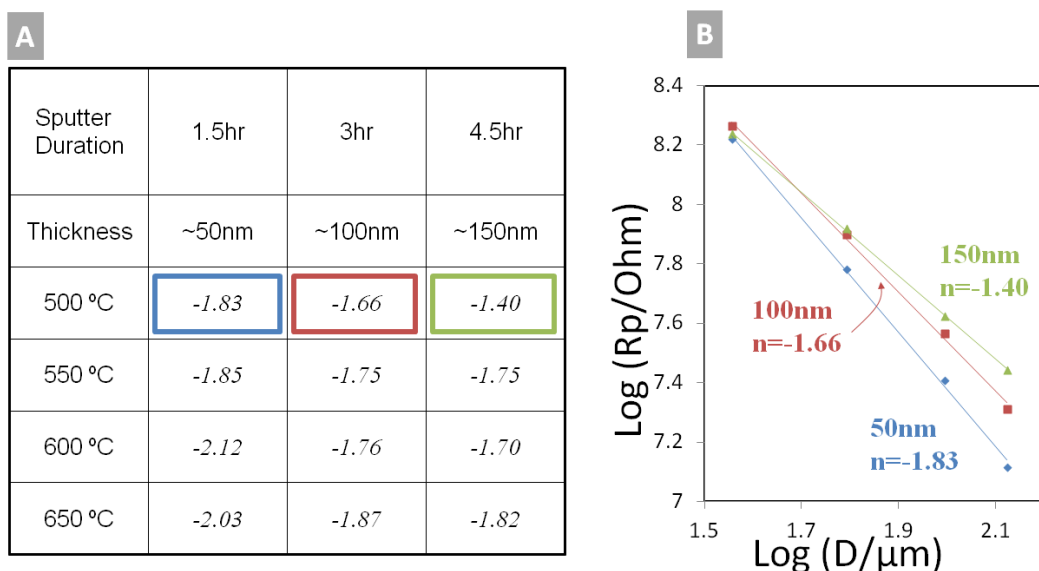 A
Sputter
Duration
1.5hr
3hr
4.5hr
Thickness
~50nm
~100nm
~150nm
500 ºC
-1.83
-1.66
-1.40
550 ºC
-1.85
-1.75
-1.75
600 ºC
-2.12
-1.76
-1.70
650 ºC
-2.03
-1.87
-1.82
B
Log (Rp/Ohm)
8.4
8.2
8
7.8
7.6
7.4
7.2
7
150nm
n=-1.40
100nm
n=-1.66
50nm
n=-1.83
1.5
1.7
1.9
2.1
Log (D/µm)